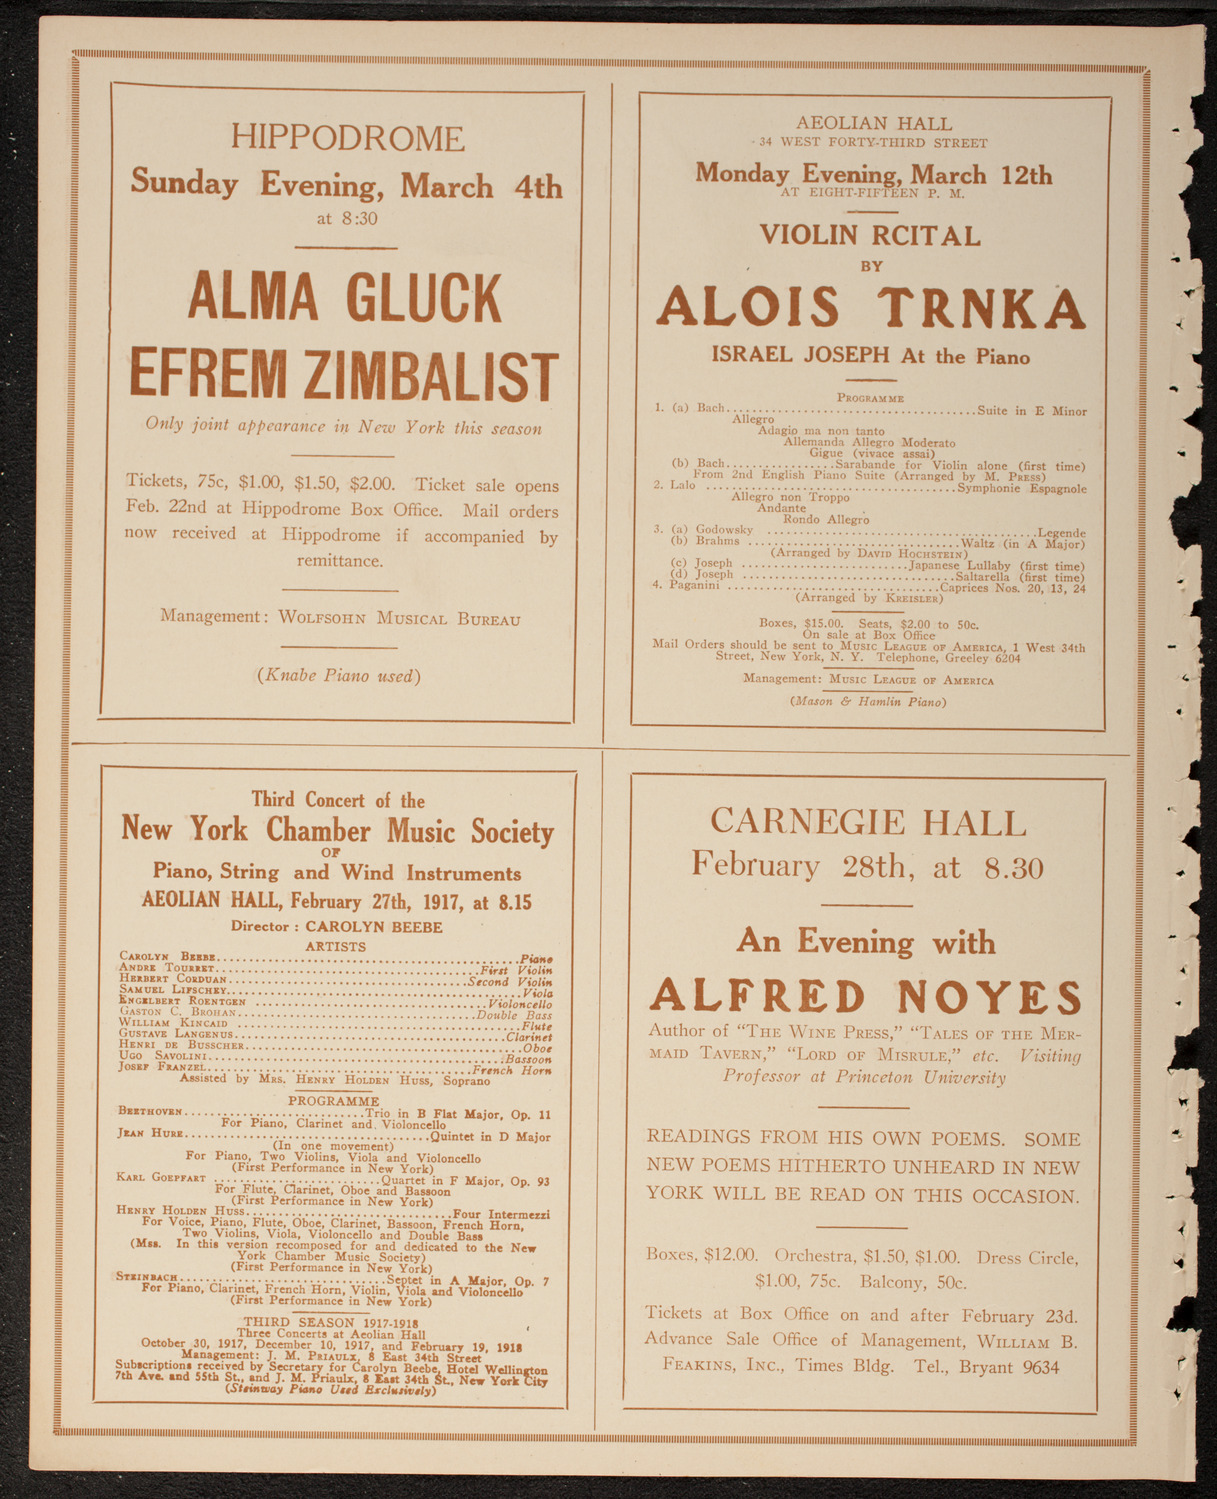 HIPPODROME
Sunday Evening, March 4th
at 8:30
ALMA GLUCK
EFREM ZIMBALIST
Only joint appearance in New York this season
Tickets, 75c, $1.00, $1.50, $2.00. Ticket sale opens
Feb. 22nd at Hippodrome Box Office. Mail orders
now received at Hippodrome if accompanied by
remittance.
Management: WOLFSOHN MUSICAL BUREAU
(Knabe Piano used)
AEOLIAN HALL
34 WEST FORTY-THIRD STREET
Monday Evening, March 12th
AT EIGHT-FIFTEEN P. M.
VIOLIN RCITAL
BY
ALOIS TRNKA
ISRAEL JOSEPH At the Piano
PROGRAMME
1. (a) Bach......................................Suite in E Minor
Allegro
Adagio ma non tanto
Allemanda Allegro Moderato
Gigue (vivace assai)
(b) Bach................Sarabande for Violin alone (first time)
From 2nd English Piano Suite (Arranged by M. PRESS)
2. Lalo ......................................Symphonie Espagnole
Allegro non Troppo
Andante
Rondo Allegro
3. (a) Godowsky ..........................................Legende
(b) Brahms ................................Waltz (in A Major)
(Arranged by DAVID HOCHSTEIN)
(c) Joseph ..........................Japanese Lullaby (first time)
(d) Joseph ................................Saltarella (first time)
4. Paganini ................................Caprices Nos. 20, 13, 24
(Arranged by KREISLER)
Boxes, $15.00. Seats, $2.00 to 50c.
On sale at Box Office
Mail Orders should be sent to MUSIC LEAGUE OF AMERICA, 1 West 34th
Street, New York, N. Y. Telephone, Greeley 6204
Management: MUSIC LEAGUE OF AMERICA
(Mason & Hamlin Piano)
Third Concert of the
New York Chamber Music Society
OF
Piano, String and Wind Instruments
AEOLIAN HALL, February 27th, 1917, at 8.15
Director : CAROLYN BEEBE
ARTISTS
CAROLYN BEEBE..............................................Piano
ANDRE TOURRET........................................First Violin
HERBERT CORDUAN....................................Second Violin
SAMUEL LIFSCHEY.............................................Viola
ENGELBERT ROENTGEN ...................................Violoncello
GASTON C. BROHAN....................................Double Bass
WILLIAM KINCAID ...........................................Flute
GUSTAVE LANGENUS.........................................Clarinet
HENRI DE BUSSCHER..........................................Oboe
UGO SAVOLINI.............................................Bassoon
JOSEF FRANZEL........................................French Horn
Assisted by MRS. HENRY HOLDEN HUSS, Soprano
PROGRAMME
BEETHOVEN...........................Trio in B Flat Major, Op. 11
For Piano, Clarinet and Violoncello
JEAN HURE.....................................Quintet in D Major
(In one movement)
For Piano, Two Violins, Viola and Violoncello
(First Performance in New York)
KARL GOEPFART .........................Quartet in F Major, Op. 93
For Flute, Clarinet, Oboe and Bassoon
(First Performance in New York)
HENRY HOLDEN HUSS...............................Four Intermezzi
For Voice, Piano, Flute, Oboe, Clarinet, Bassoon, French Horn,
Two Violins, Viola, Violoncello and Double Bass
(Mss. In this version recomposed for and dedicated to the New
York Chamber Music Society)
(First Performance in New York)
STEINBACH...............................Septet in A Major, Op. 7
For Piano, Clarinet, French Horn, Violin, Viola and Violoncello
(First Performance in New York)
THIRD SEASON 1917-1918
Three Concerts at Aeolian Hall
October 30, 1917, December 10, 1917, and February 19, 1918
Management: J. M. PRIAULX, 8 East 34th Street
Subscriptions received by Secretary for Carolyn Beebe, Hotel Wellington
7th Ave. and 55th St., and J. M. Priaulx, 8 East 34th St., New York City
(Steinway Piano Used Exclusively)
CARNEGIE HALL
February 28th, at 8.30
An Evening with
ALFRED NOYES
Author of "THE WINE PRESS," "TALES OF THE MER-
MAID TAVERN," "LORD OF MISRULE," etc. Visiting
Professor at Princeton University
READINGS FROM HIS OWN POEMS. SOME
NEW POEMS HITHERTO UNHEARD IN NEW
YORK WILL BE READ ON THIS OCCASION.
Boxes, $12.00. Orchestra, $1.50, $1.00. Dress Circle,
$1.00, 75c. Balcony, 50c.
Tickets at Box Office on and after February 23d.
Advance Sale Office of Management, WILLIAM B.
FEAKINS, INC., Times Bldg. Tel., Bryant 9634